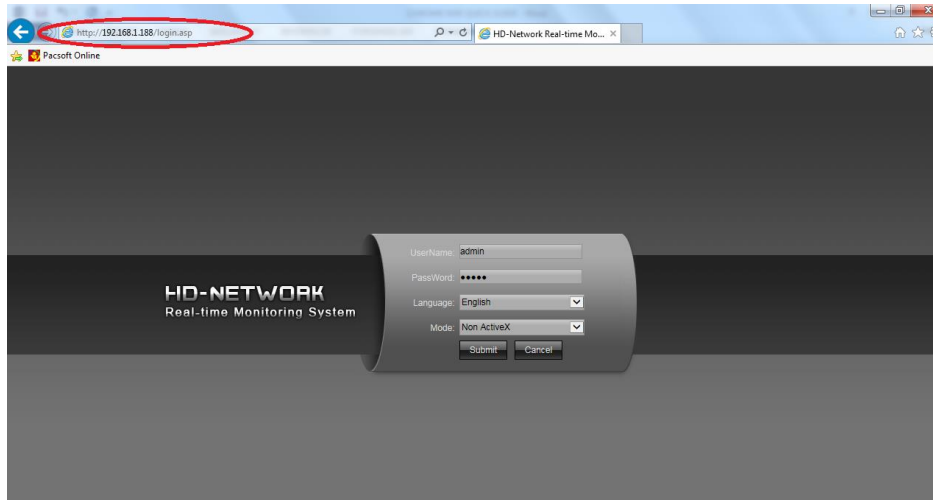 http://192.168.1.188/login.asp
HD-Network Real-time Mo...
Pacsoft Online
UserName: admin
PassWord: •••••
HD-NETWORK
Real-time Monitoring System
Language: English
Mode: Non ActiveX
Submit Cancel